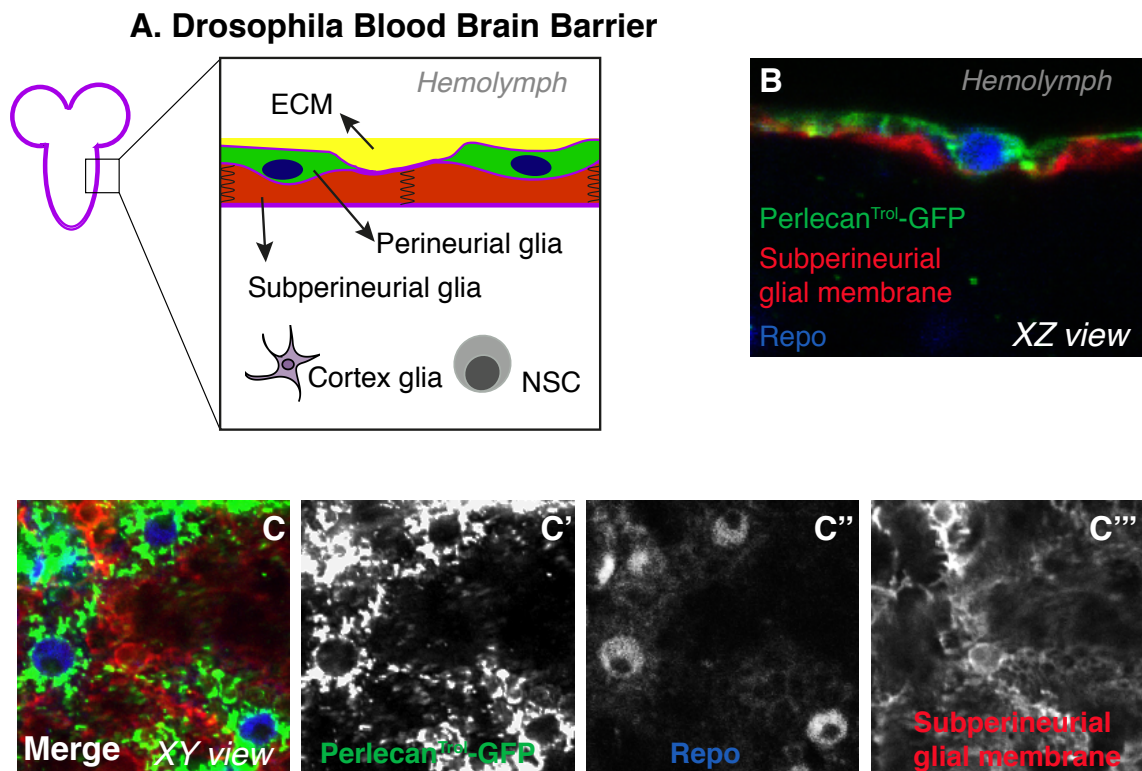 A. Drosophila Blood Brain Barrier
Hemolymph
ECM
Perineurial glia
Subperineurial glia
Cortex glia
NSC
B
Hemolymph
PerlecanTrol-GFP
Subperineurial
glial membrane
Repo
XZ view
C
Merge
XY view
C'
PerlecanTrol-GFP
C''
Repo
C'''
Subperineurial
glial membrane